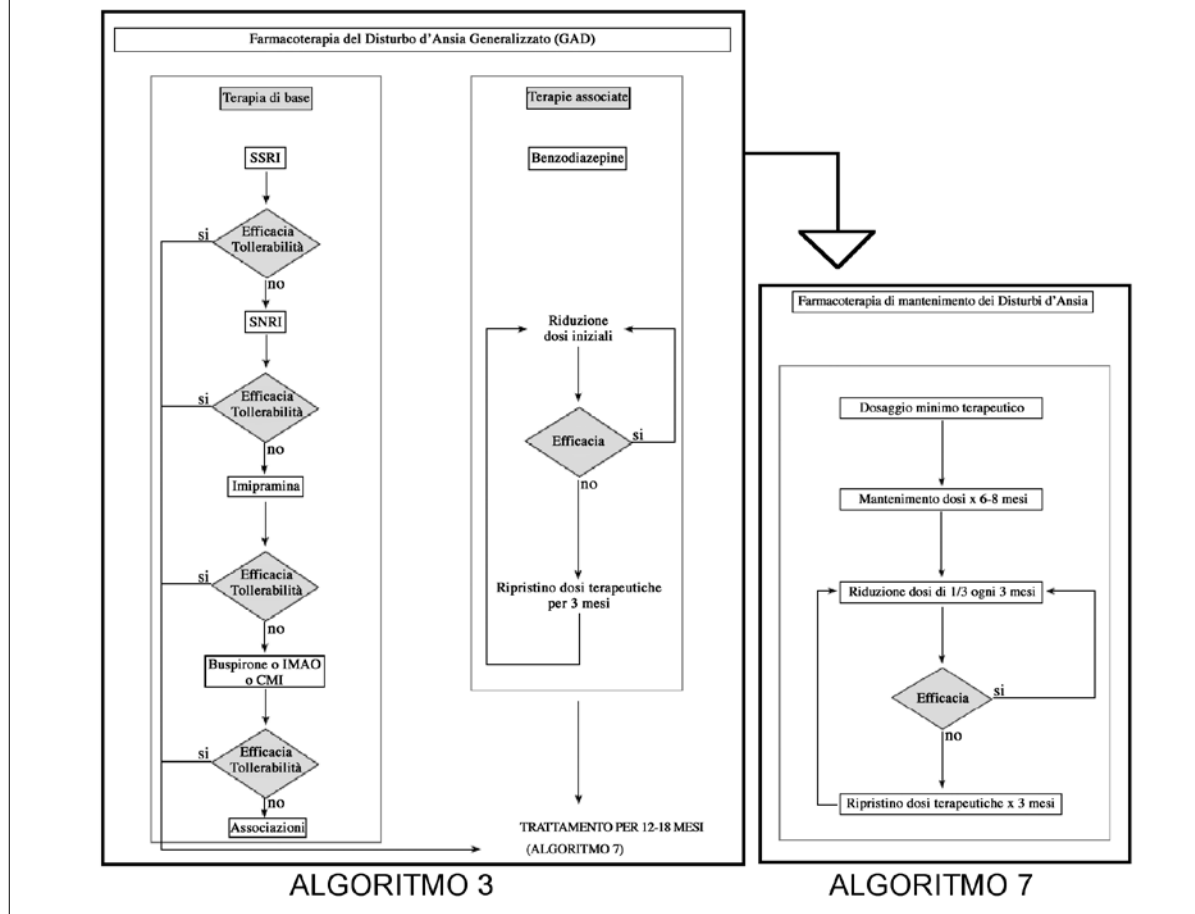 Farmacoterapia del Disturbo d'Ansia Generalizzato (GAD)
Terapia di base
SSRI
Efficacia
Tollerabilità
si
no
SNRI
Efficacia
Tollerabilità
si
no
Imipramina
Efficacia
Tollerabilità
si
no
Buspirone o IMAO
o CMI
Efficacia
Tollerabilità
si
no
Associazioni
Terapie associate
Benzodiazepine
Riduzione
dosi iniziali
Efficacia
si
no
Ripristino dosi terapeutiche
per 3 mesi
TRATTAMENTO PER 12-18 MESI
(ALGORITMO 7)
ALGORITMO 3
Farmacoterapia di mantenimento dei Disturbi d'Ansia
Dosaggio minimo terapeutico
Mantenimento dosi x 6-8 mesi
Riduzione dosi di 1/3 ogni 3 mesi
Efficacia
si
no
Ripristino dosi terapeutiche x 3 mesi
ALGORITMO 7